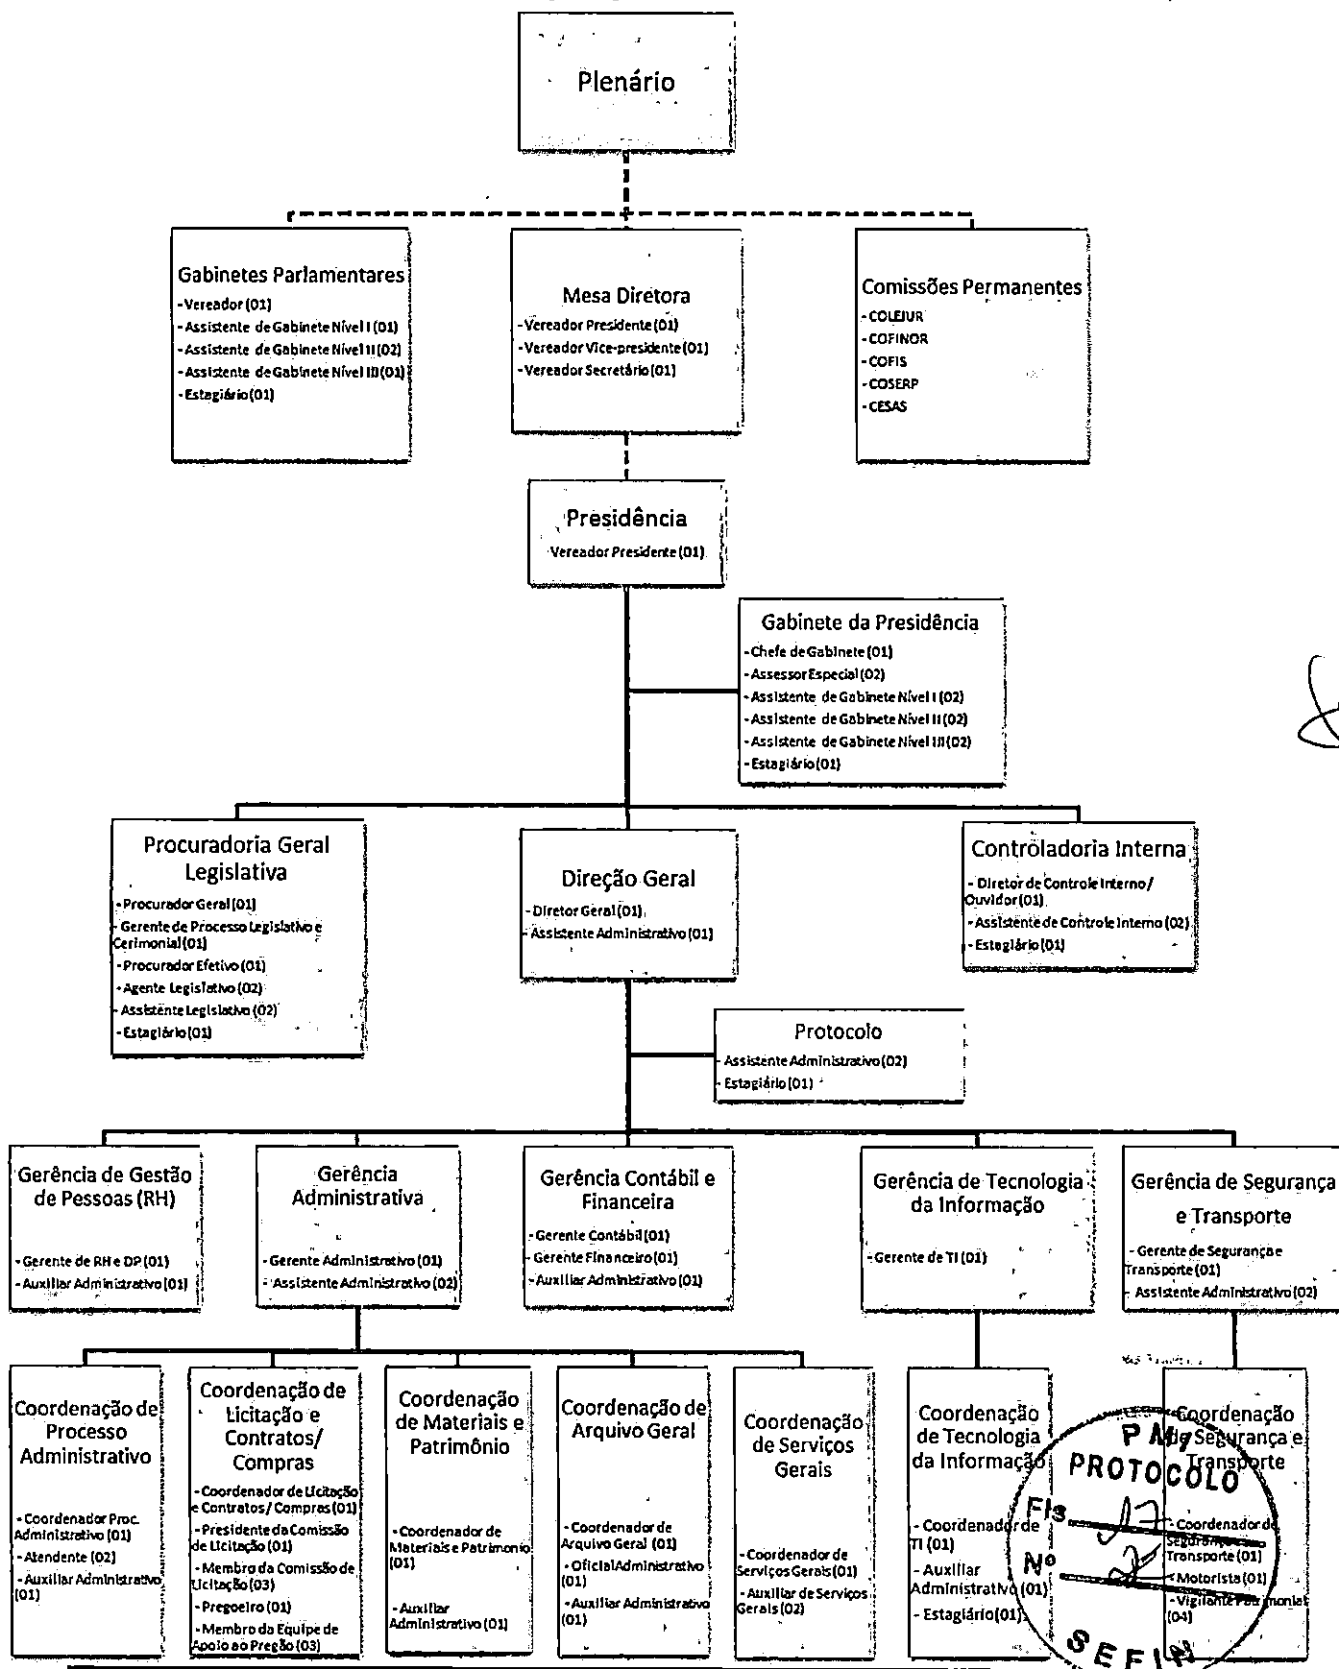 Plenário
Gabinetes Parlamentares
- Vereador (01)
- Assistente de Gabinete Nível I (01)
- Assistente de Gabinete Nível II (02)
- Assistente de Gabinete Nível III (01)
- Estagiário (01)
Mesa Diretora
- Vereador Presidente (01)
- Vereador Vice-presidente (01)
- Vereador Secretário (01)
Comissões Permanentes
- COLEJUR
- COFINOR
- COFIS
- COSERP
- CESAS
Presidência
Vereador Presidente (01)
Gabinete da Presidência
- Chefe de Gabinete (01)
- Assessor Especial (02)
- Assistente de Gabinete Nível I (02)
- Assistente de Gabinete Nível II (02)
- Assistente de Gabinete Nível III (02)
- Estagiário (01)
Procuradoria Geral
Legislativa
- Procurador Geral (01)
- Gerente de Processo Legislativo e
Cerimonial (01)
- Procurador Efetivo (01)
- Agente Legislativo (02)
- Assistente Legislativo (02)
- Estagiário (01)
Direção Geral
- Diretor Geral (01)
- Assistente Administrativo (01)
Controladoria Interna
- Diretor de Controle Interno/
Ouvidor (01)
- Assistente de Controle Interno (02)
- Estagiário (01)
Protocolo
- Assistente Administrativo (02)
- Estagiário (01)
Gerência de Gestão
de Pessoas (RH)
- Gerente de RH e DP (01)
- Auxiliar Administrativo (01)
Gerência
Administrativa
- Gerente Administrativo (01)
- Assistente Administrativo (02)
Gerência Contábil e
Financeira
- Gerente Contábil (01)
- Gerente Financeiro (01)
- Auxiliar Administrativo (01)
Gerência de Tecnologia
da Informação
- Gerente de TI (01)
Gerência de Segurança
e Transporte
- Gerente de Segurança e
Transporte (01)
- Assistente Administrativo (02)
Coordenação de
Processo
Administrativo
- Coordenador Proc.
Administrativo (01)
- Atendente (02)
- Auxiliar Administrativo
(01)
Coordenação de
Licitação e
Contratos/
Compras
- Coordenador de Licitação
e Contratos/ Compras (01)
- Presidente da Comissão
de Licitação (01)
- Membro da Comissão de
Licitação (03)
- Pregoeiro (01)
- Membro da Equipe de
Apoio ao Pregão (03)
Coordenação
de Materiais e
Patrimônio
- Coordenador de
Materiais e Patrimonio
(01)
- Auxiliar
Administrativo (01)
Coordenação de
Arquivo Geral
- Coordenador de
Arquivo Geral (01)
- Oficial Administrativo
(01)
- Auxiliar Administrativo
(01)
Coordenação
de Serviços
Gerais
- Coordenador de
Serviços Gerais (01)
- Auxiliar de Serviços
Gerais (02)
Coordenação
de Tecnologia
da Informação
- Coordenador de
TI (01)
- Auxiliar
Administrativo (01)
- Estagiário (01)
Coordenação
de Segurança e
Transporte
- Coordenador de
Segurança e
Transporte (01)
- Motorista (01)
- Vigilante Patrimonial
(04)
PROTOCOLO
Fls
Nº
SEFIN